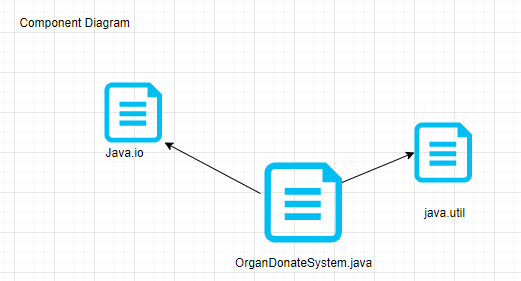 Component Diagram
Java.io
java.util
OrganDonateSystem.java